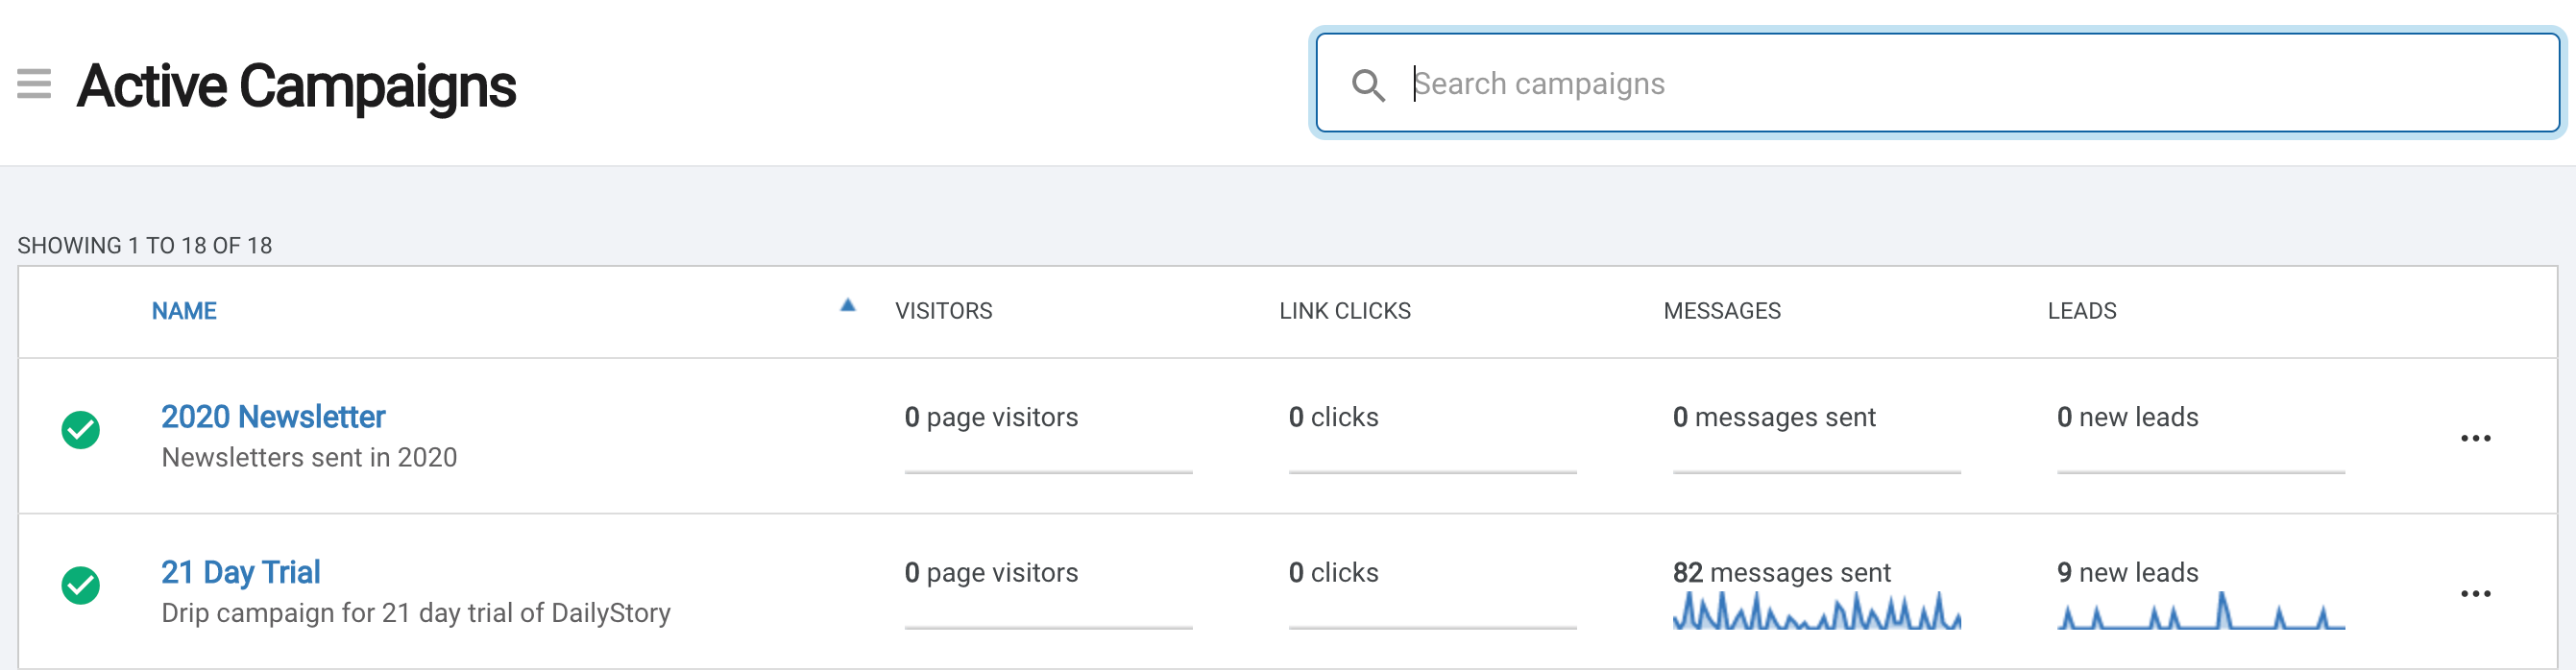 Active Campaigns
Search campaigns
SHOWING 1 TO 18 OF 18
NAME VISITORS LINK CLICKS MESSAGES LEADS
2020 Newsletter 0 page visitors 0 clicks 0 messages sent 0 new leads
Newsletters sent in 2020
21 Day Trial 0 page visitors 0 clicks 82 messages sent 9 new leads
Drip campaign for 21 day trial of DailyStory